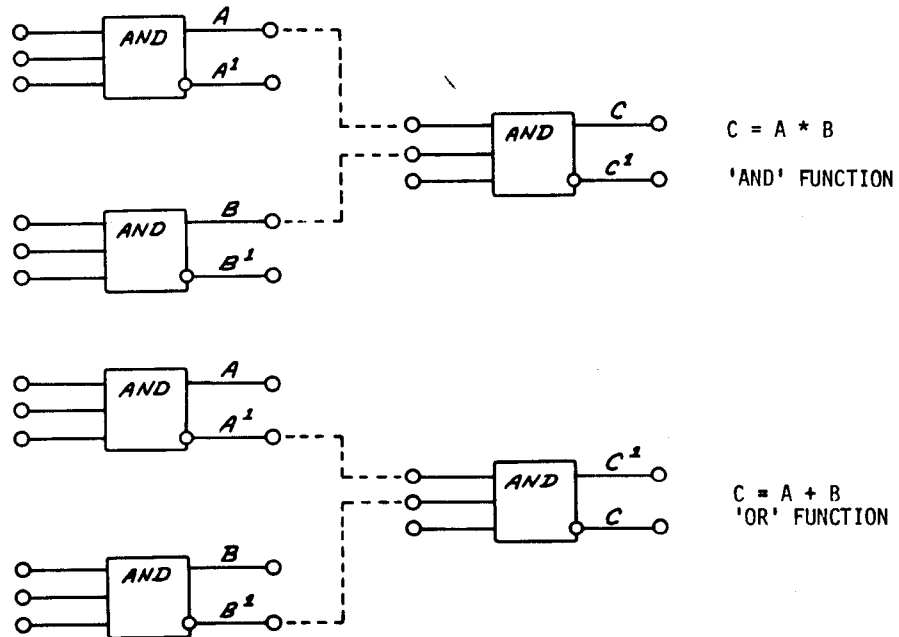 AND
A
A¹
AND
C
C¹
C = A * B
'AND' FUNCTION
AND
B
B¹
AND
A
A¹
AND
C¹
C
C = A + B
'OR' FUNCTION
AND
B
B¹